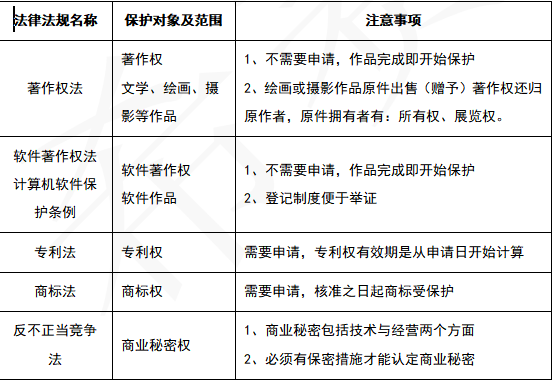 法律法规名称 保护对象及范围 注意事项
著作权法
著作权
文学、绘画、摄
影等作品
1、不需要申请，作品完成即开始保护
2、绘画或摄影作品原件出售（赠予）著作权还归
原作者，原件拥有者有：所有权、展览权。
软件著作权法
计算机软件保
护条例
软件著作权
软件作品
1、不需要申请，作品完成即开始保护
2、登记制度便于举证
专利法
专利权
需要申请，专利权有效期是从申请日开始计算
商标法
商标权
需要申请，核准之日起商标受保护
反不正当竞争
法
商业秘密权
1、商业秘密包括技术与经营两个方面
2、必须有保密措施才能认定商业秘密